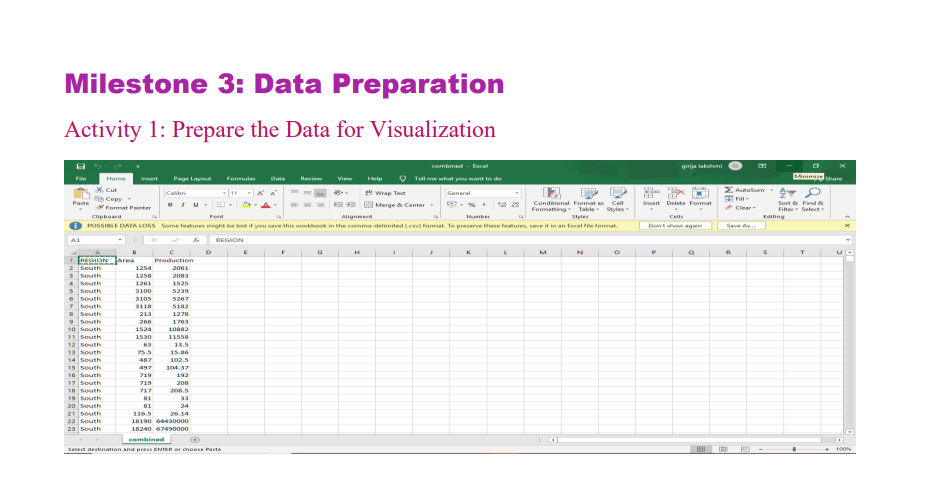 Milestone 3: Data Preparation
Activity 1: Prepare the Data for Visualization
combined - Excel
girija lakshmi
File Home Insert Page Layout Formulas Data Review View Help Tell me what you want to do
Minimize
Share
Cut
Copy
Format Painter
Paste
Clipboard
Calibri
11
B I U
Font
Wrap Text
Merge & Center
Alignment
General
Number
Conditional Formatting
Format as Table
Cell Styles
Styles
Insert Delete Format
Cells
AutoSum
Fill
Clear
Sort & Filter
Find & Select
Editing
POSSIBLE DATA LOSS Some features might be lost if you save this workbook in the comma-delimited (.csv) format. To preserve these features, save it in an Excel file format.
Don't show again
Save As...
A1 fx REGION
A B C D E F G H I J K L M N O P Q R S T U
1 REGION Area Production
2 South 1254 2061
3 South 1258 2083
4 South 1261 1525
5 South 3100 5239
6 South 3105 5267
7 South 3118 5182
8 South 213 1278
9 South 266 1763
10 South 1524 10882
11 South 1530 11558
12 South 63 13.5
13 South 75.5 15.86
14 South 487 102.5
15 South 497 104.37
16 South 719 192
17 South 719 208
18 South 717 208.5
19 South 81 33
20 South 81 24
21 South 116.5 26.14
22 South 18190 64430000
23 South 18240 67490000
combined
Select destination and press ENTER or choose Paste
100%